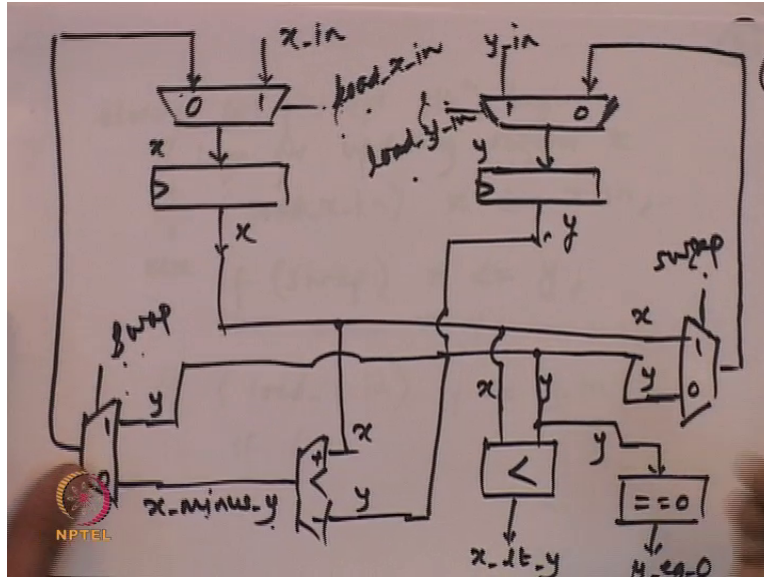 x_in
y_in
0 1
load_x_in
load_y_in
1 0
x
y
x
y
swap
swap
x
1
y
0
1
y
x
+
x
y
y
0
x_minus_y
y
<
==0
x_lt_y
y_eq_0
NPTEL